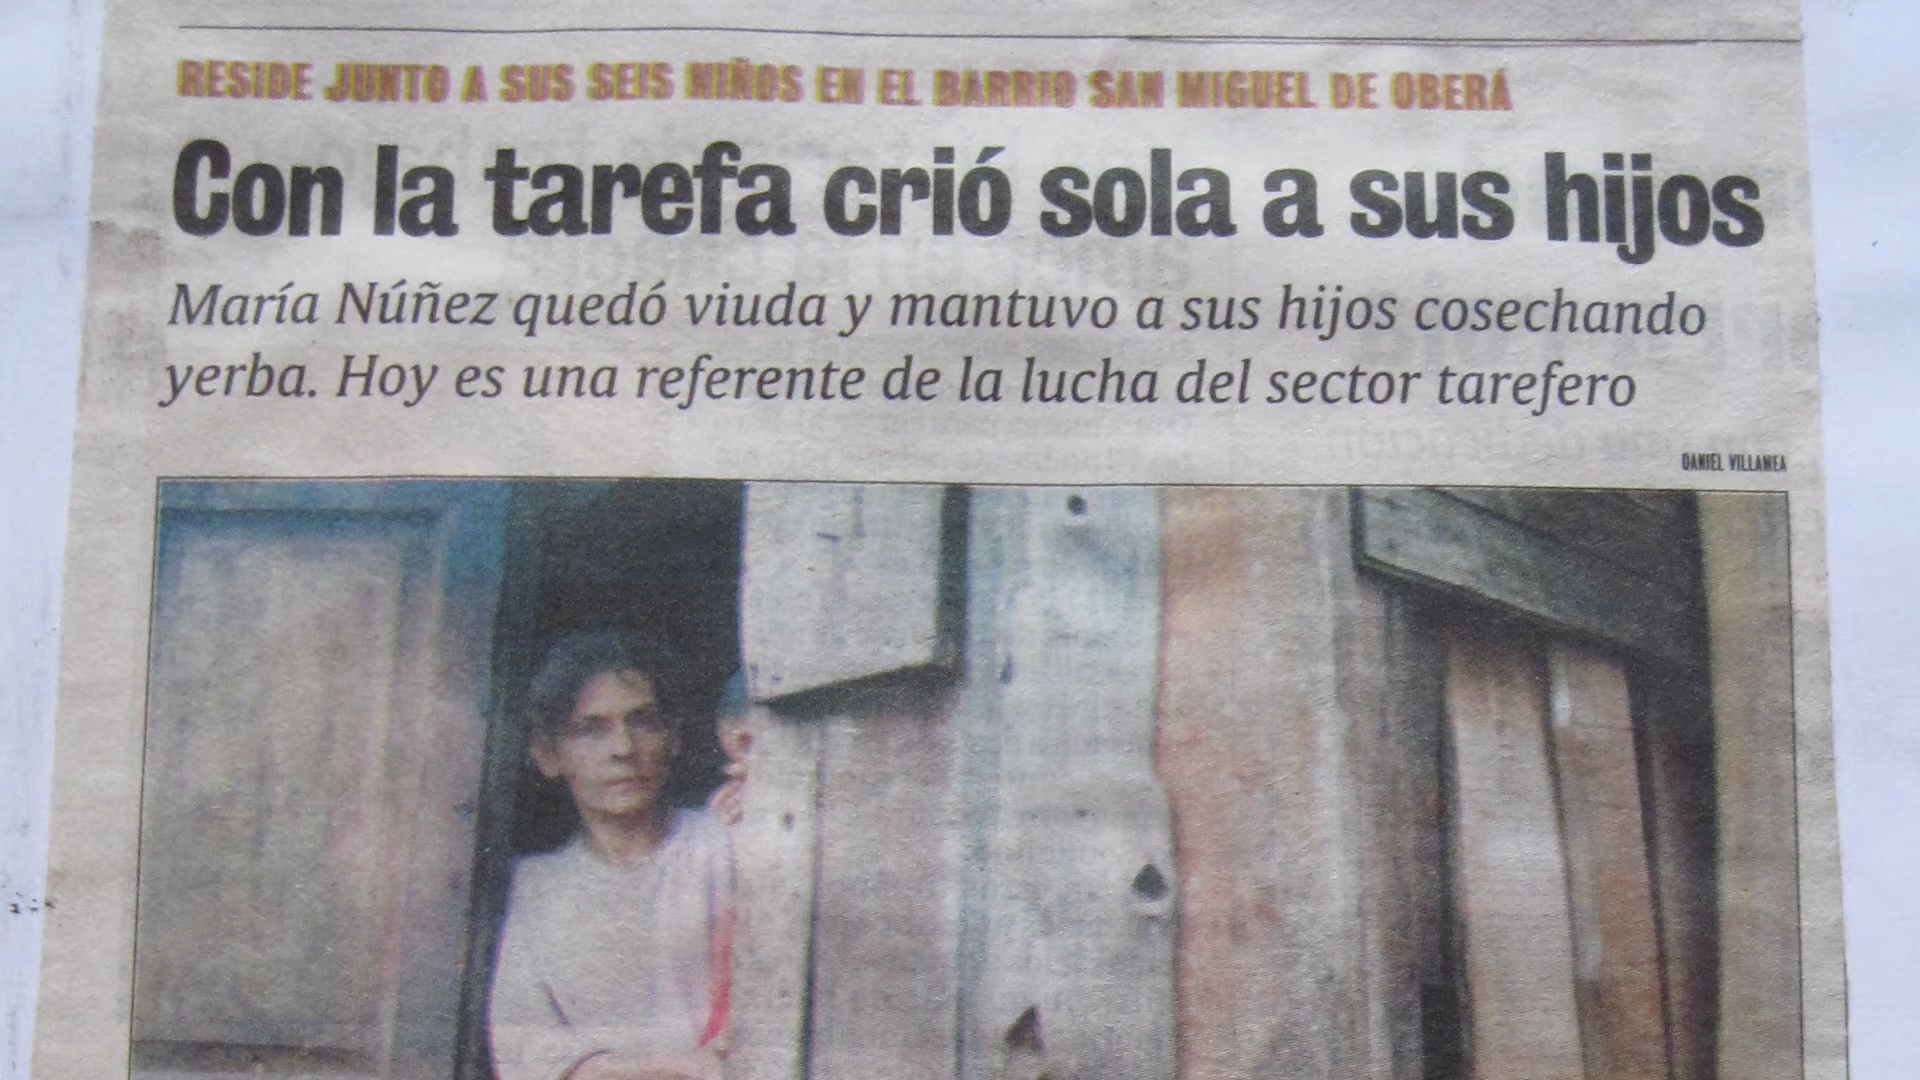 RESIDE JUNTO A SUS SEIS NIÑOS EN EL BARRIO SAN MIGUEL DE OBERÁ
Con la tarefa crió sola a sus hijos
María Núñez quedó viuda y mantuvo a sus hijos cosechando
yerba. Hoy es una referente de la lucha del sector tarefero
DANIEL VILLAMEA